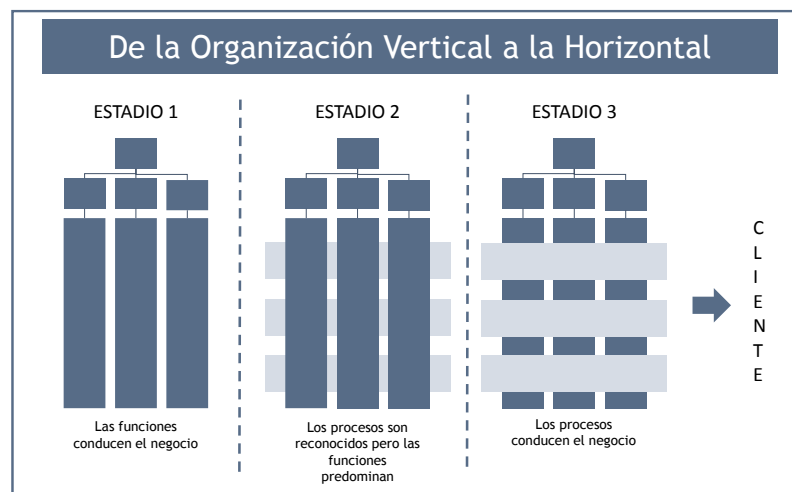 De la Organización Vertical a la Horizontal
ESTADIO 1
ESTADIO 2
ESTADIO 3
C
L
I
E
N
T
E
Las funciones
conducen el negocio
Los procesos son
reconocidos pero las
funciones
predominan
Los procesos
conducen el negocio